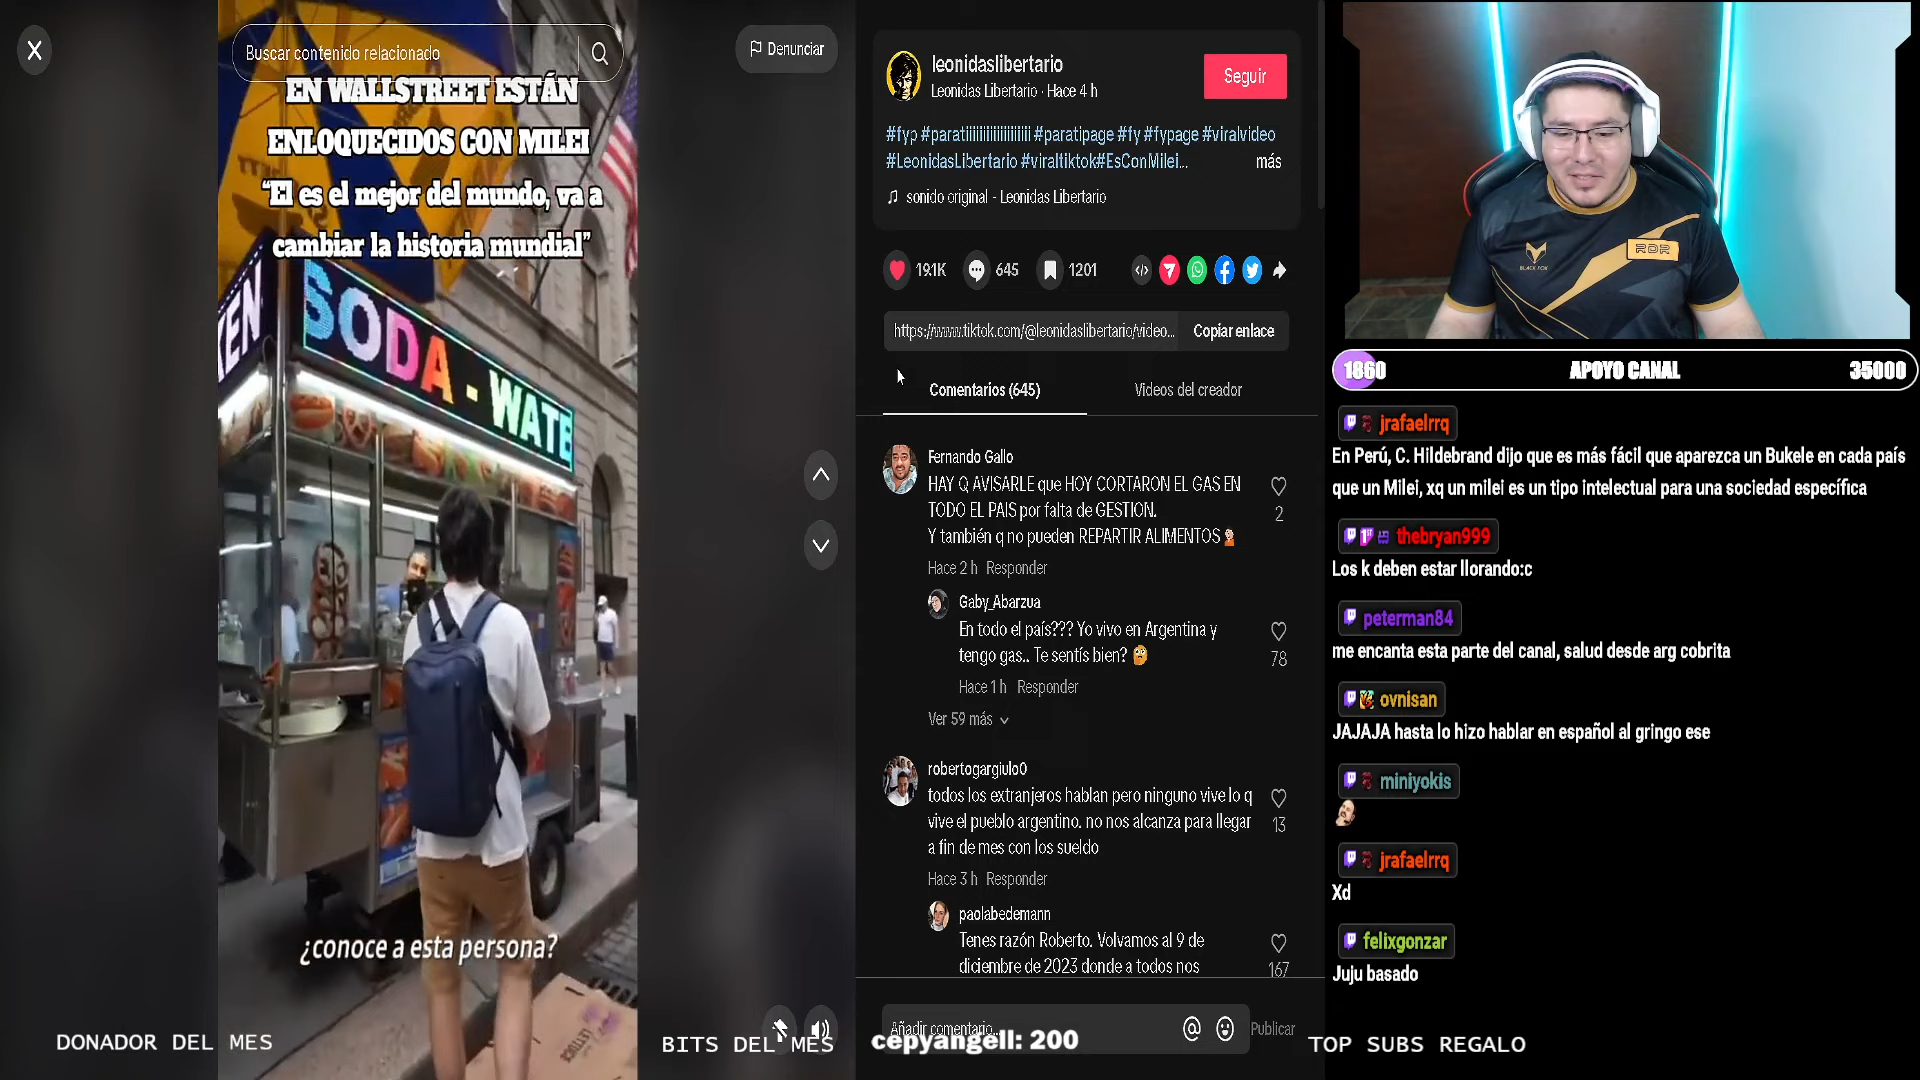 Buscar contenido relacionado
Denunciar
EN WALLSTREET ESTÁN
ENLOQUECIDOS CON MILEI
“El es el mejor del mundo, va a
cambiar la historia mundial”
SODA - WATE
¿conoce a esta persona?
leonidaslibertario
Leonidas Libertario · Hace 4 h
Seguir
#fyp #paratiiiiiiiiiiiiiiiiiii #paratipage #fy #fypage #viralvideo
#LeonidasLibertario #viraltiktok#EsConMilei...
más
sonido original - Leonidas Libertario
19.1K
645
1201
https://www.tiktok.com/@leonidaslibertario/video...
Copiar enlace
Comentarios (645)
Videos del creador
Fernando Gallo
HAY Q AVISARLE que HOY CORTARON EL GAS EN
TODO EL PAIS por falta de GESTION.
Y también q no pueden REPARTIR ALIMENTOS
2
Hace 2 h Responder
Gaby_Abarzua
En todo el país??? Yo vivo en Argentina y
tengo gas.. Te sentís bien?
78
Hace 1 h Responder
Ver 59 más
robertogargiulo0
todos los extranjeros hablan pero ninguno vive lo q
vive el pueblo argentino. no nos alcanza para llegar
a fin de mes con los sueldo
13
Hace 3 h Responder
paolabedemann
Tenes razón Roberto. Volvamos al 9 de
diciembre de 2023 donde a todos nos
167
Añadir comentario...
Publicar
RDR
BLACK FOX
1860
APOYO CANAL
35000
jrafaelrrq
En Perú, C. Hildebrand dijo que es más fácil que aparezca un Bukele en cada país
que un Milei, xq un milei es un tipo intelectual para una sociedad específica
thebryan999
Los k deben estar llorando:c
peterman84
me encanta esta parte del canal, salud desde arg cobrita
ovnisan
JAJAJA hasta lo hizo hablar en español al gringo ese
miniyokis
jrafaelrrq
Xd
felixgonzar
Juju basado
DONADOR DEL MES
BITS DEL MES
cepyangell: 200
TOP SUBS REGALO